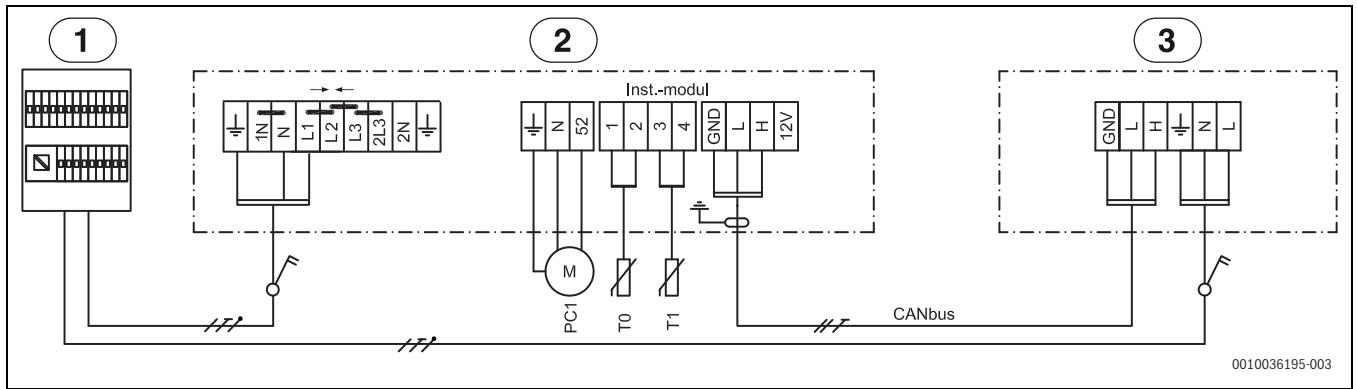 1
2
3
Inst.-modul
1N N L1 L2 L3 2L3 2N
N 52
1 2 3 4
GND L H 12V
GND L H N L
M
PC1
T0
T1
CANbus
0010036195-003